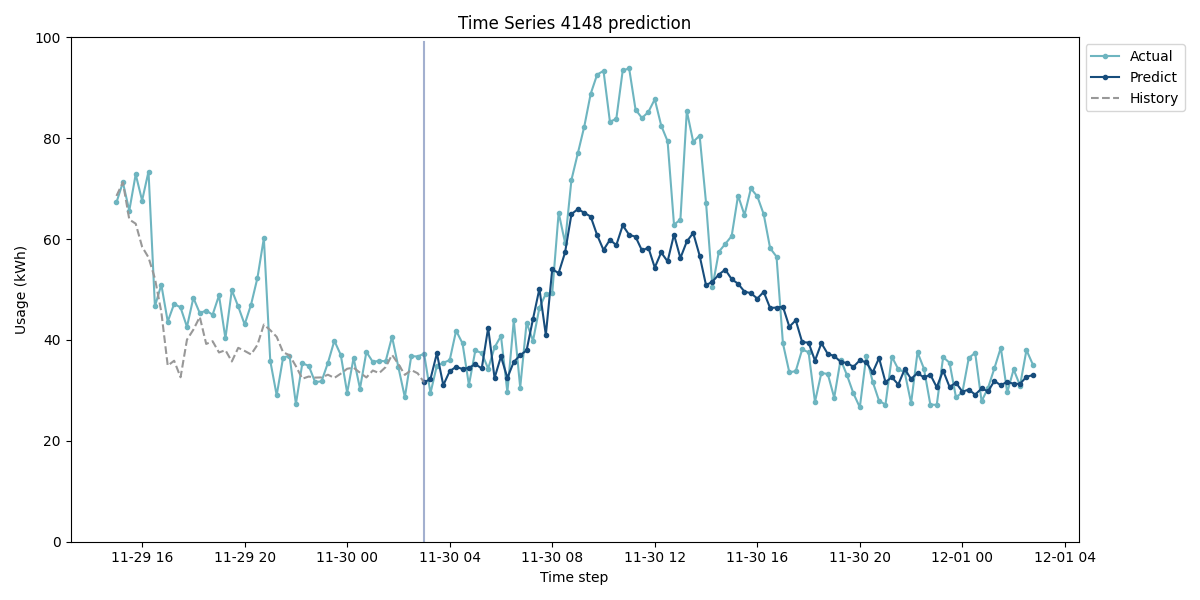 Time Series 4148 prediction
100
80
60
40
20
0
Usage (kWh)
11-29 16
11-29 20
11-30 00
11-30 04
11-30 08
11-30 12
11-30 16
11-30 20
12-01 00
12-01 04
Time step
Actual
Predict
History